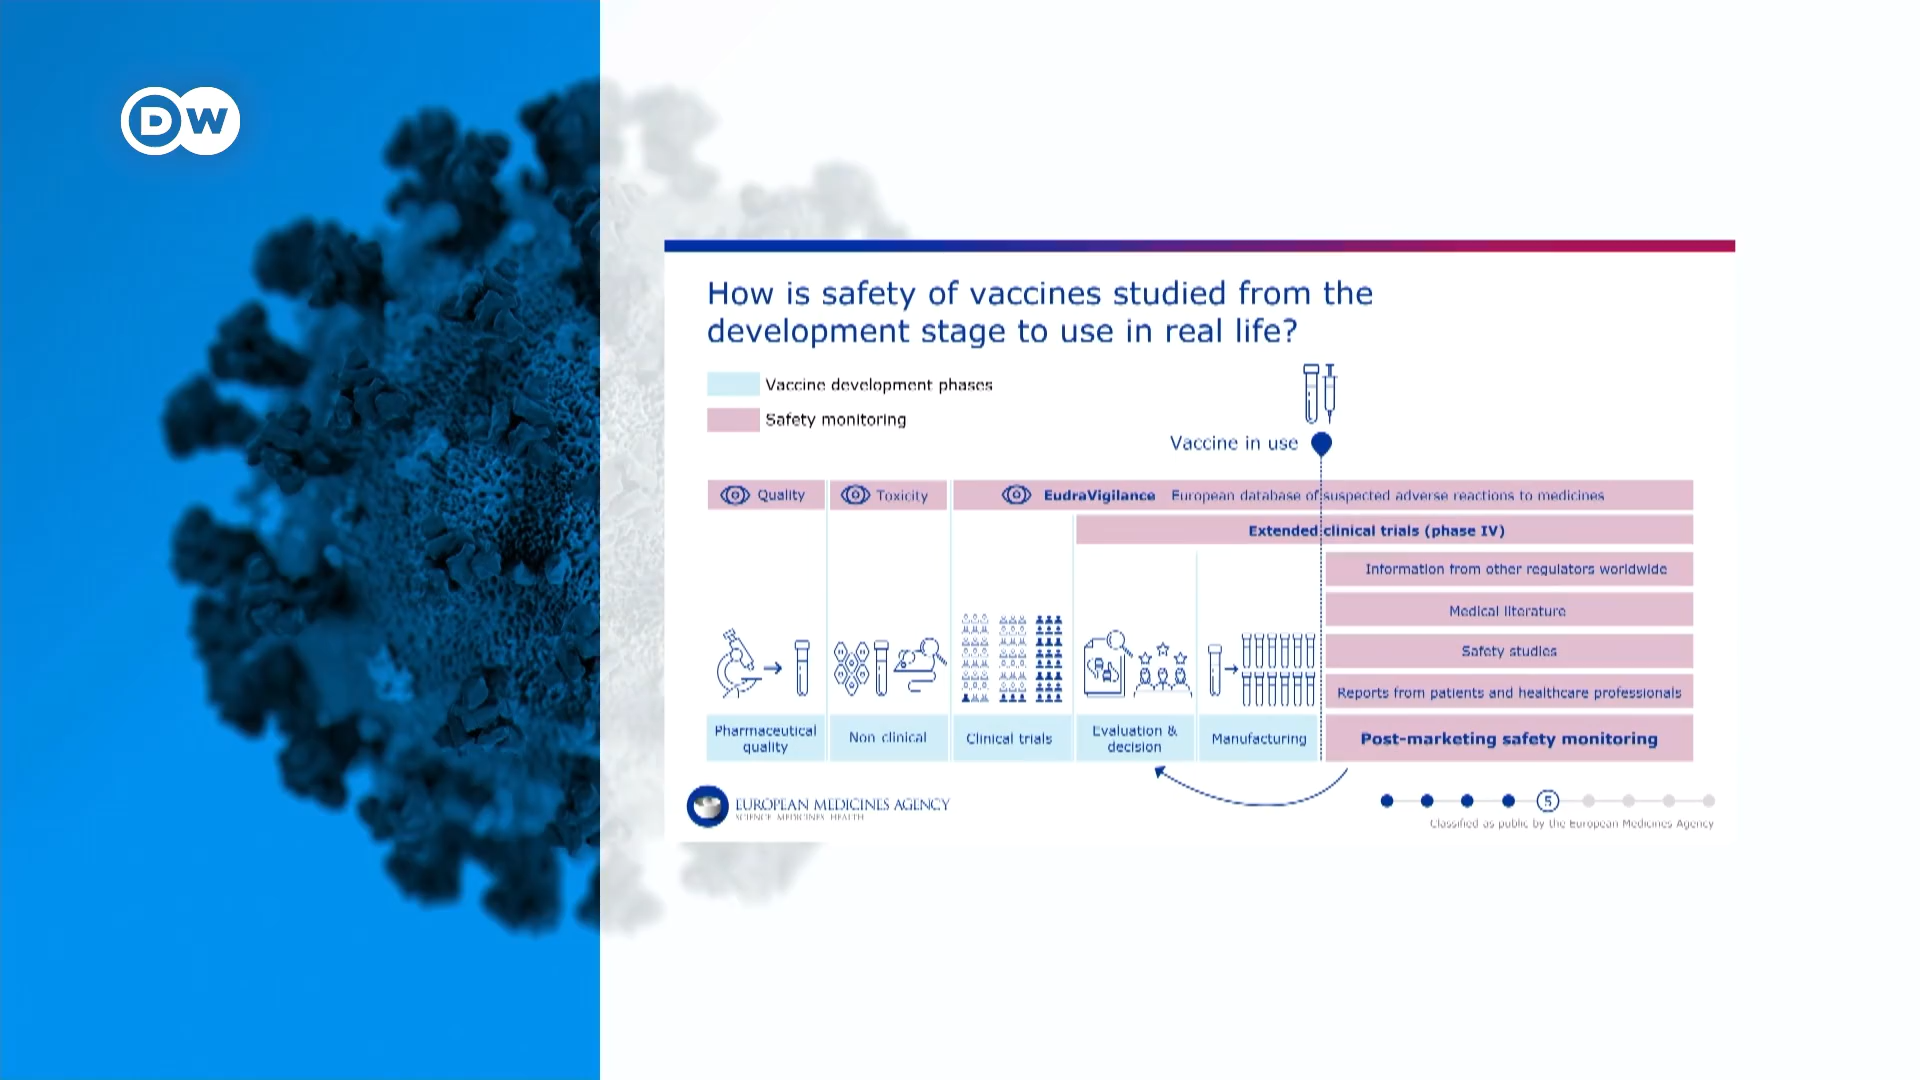 DW
How is safety of vaccines studied from the
development stage to use in real life?
Vaccine development phases
Safety monitoring
Vaccine in use
Quality
Toxicity
EudraVigilance European database of suspected adverse reactions to medicines
Extended clinical trials (phase IV)
Information from other regulators worldwide
Medical literature
Safety studies
Reports from patients and healthcare professionals
Pharmaceutical
quality
Non clinical
Clinical trials
Evaluation &
decision
Manufacturing
Post-marketing safety monitoring
EUROPEAN MEDICINES AGENCY
SCIENCE MEDICINES HEALTH
5
Classified as public by the European Medicines Agency